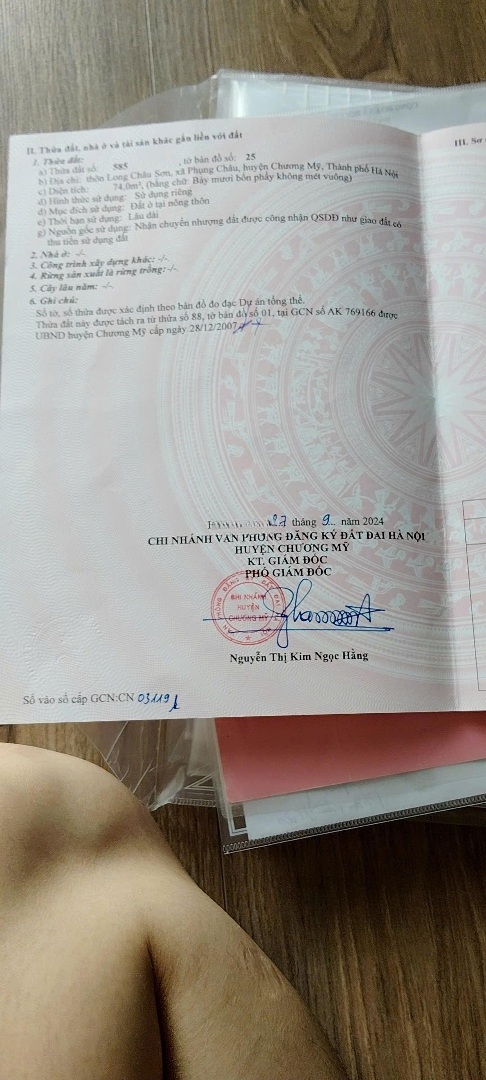 II. Thửa đất, nhà ở và tài sản khác gắn liền với đất
III. Sơ
1. Thửa đất:
a) Thửa đất số: 585 , tờ bản đồ số: 25
b) Địa chỉ: thôn Long Châu Sơn, xã Phụng Châu, huyện Chương Mỹ, Thành phố Hà Nội
c) Diện tích: 74,0m², (bằng chữ: Bảy mươi bốn phẩy không mét vuông)
d) Hình thức sử dụng: Sử dụng riêng
đ) Mục đích sử dụng: Đất ở tại nông thôn
e) Thời hạn sử dụng: Lâu dài
g) Nguồn gốc sử dụng: Nhận chuyển nhượng đất được công nhận QSDĐ như giao đất có
thu tiền sử dụng đất
2. Nhà ở: -/-
3. Công trình xây dựng khác: -/-
4. Rừng sản xuất là rừng trồng: -/-
5. Cây lâu năm: -/-
6. Ghi chú:
Số tờ, số thửa được xác định theo bản đồ đo đạc Dự án tổng thể.
Thửa đất này được tách ra từ thửa số 88, tờ bản đồ số 01, tại GCN số AK 769166 được
UBND huyện Chương Mỹ cấp ngày 28/12/2007
27 tháng 9 năm 2024
CHI NHÁNH VĂN PHÒNG ĐĂNG KÝ ĐẤT ĐAI HÀ NỘI
HUYỆN CHƯƠNG MỸ
KT. GIÁM ĐỐC
PHÓ GIÁM ĐỐC
CHI NHÁNH
HUYỆN
CHƯƠNG MỸ
Nguyễn Thị Kim Ngọc Hằng
Số vào sổ cấp GCN:CN 03119